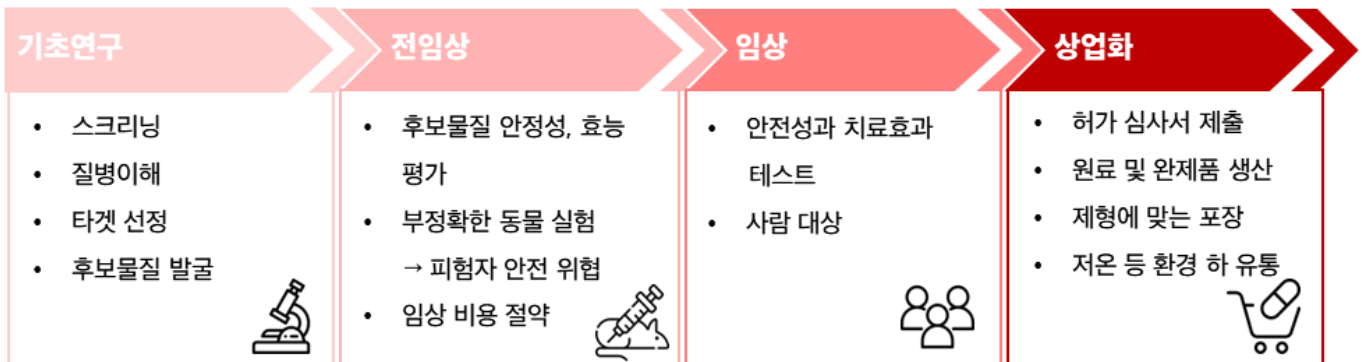 기초연구
• 스크리닝
• 질병이해
• 타겟 선정
• 후보물질 발굴
전임상
• 후보물질 안정성, 효능
평가
• 부정확한 동물 실험
→ 피험자 안전 위협
• 임상 비용 절약
임상
• 안전성과 치료효과
테스트
• 사람 대상
상업화
• 허가 심사서 제출
• 원료 및 완제품 생산
• 제형에 맞는 포장
• 저온 등 환경 하 유통